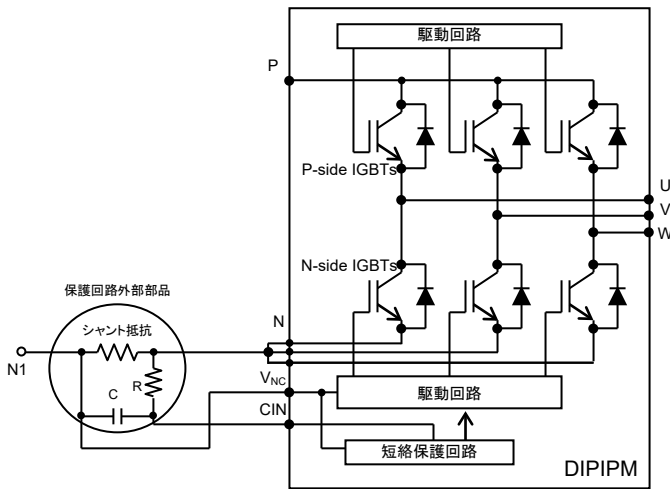 駆動回路
P
P-side IGBTs
U
V
W
N-side IGBTs
保護回路外部部品
シャント抵抗
N
N1
R
C
VNC
CIN
駆動回路
短絡保護回路
DIPIPM